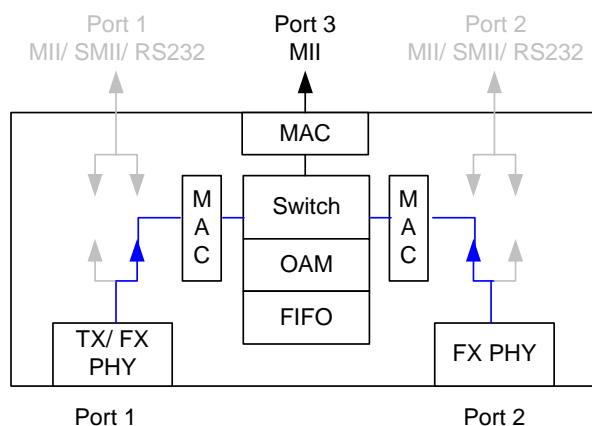 Port 1
MII/ SMII/ RS232
Port 3
MII
Port 2
MII/ SMII/ RS232
MAC
M
A
C
Switch
M
A
C
OAM
FIFO
TX/ FX
PHY
FX PHY
Port 1
Port 2